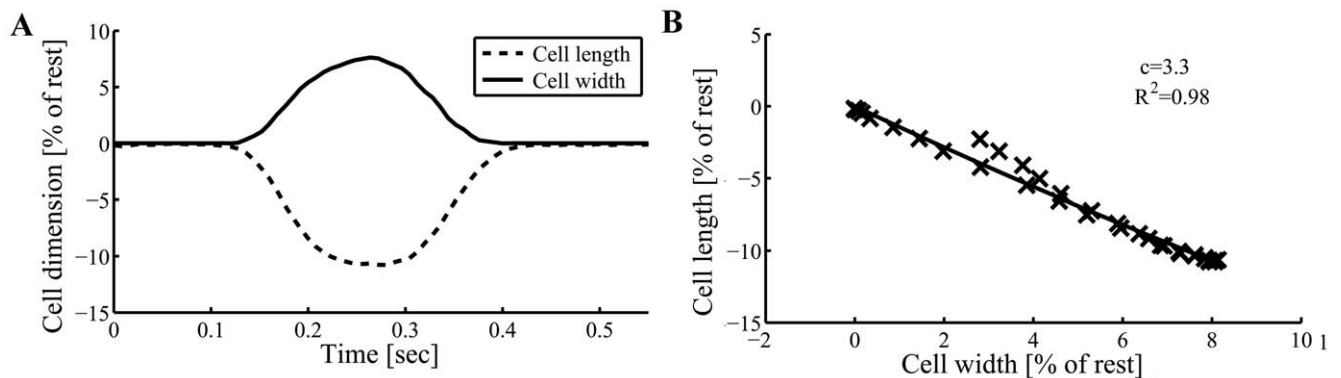 A
B
Cell dimension [% of rest]
10
5
0
−5
−10
−15
Cell length
Cell width
0
0.1
0.2
0.3
0.4
0.5
Time [sec]
Cell length [% of rest]
5
0
−5
−10
−15
c=3.3
R²=0.98
−2
0
2
4
6
8
10
1
Cell width [% of rest]